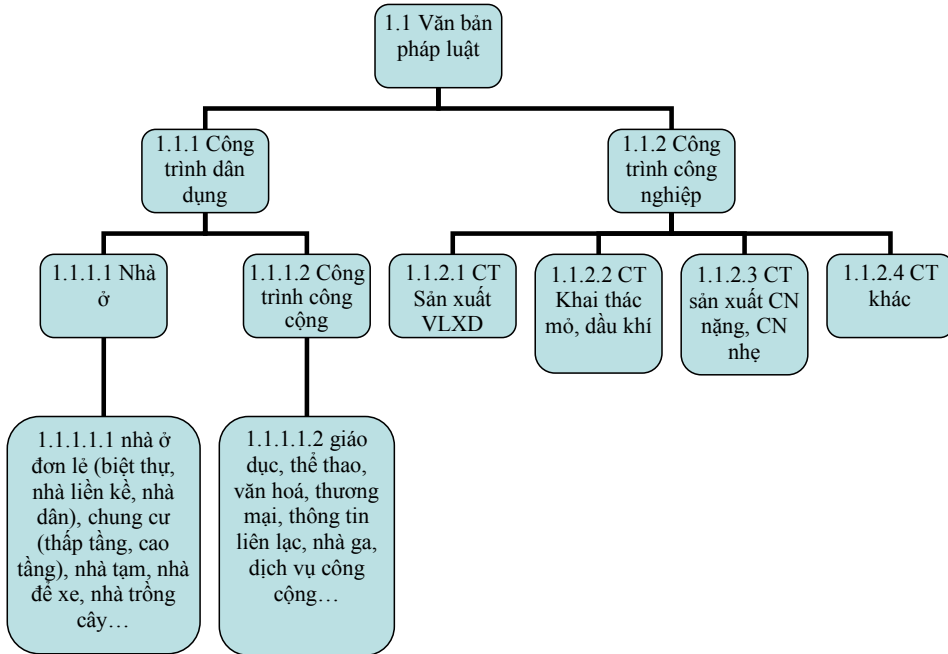 1.1 Văn bản
pháp luật
1.1.1 Công
trình dân
dụng
1.1.2 Công
trình công
nghiệp
1.1.1.1 Nhà
ở
1.1.1.2 Công
trình công
cộng
1.1.2.1 CT
Sản xuất
VLXD
1.1.2.2 CT
Khai thác
mỏ, dầu khí
1.1.2.3 CT
sản xuất CN
nặng, CN
nhẹ
1.1.2.4 CT
khác
1.1.1.1.1 nhà ở
đơn lẻ (biệt thự,
nhà liền kề, nhà
dân), chung cư
(thấp tầng, cao
tầng), nhà tạm, nhà
để xe, nhà trồng
cây…
1.1.1.1.2 giáo
dục, thể thao,
văn hoá, thương
mại, thông tin
liên lạc, nhà ga,
dịch vụ công
cộng…